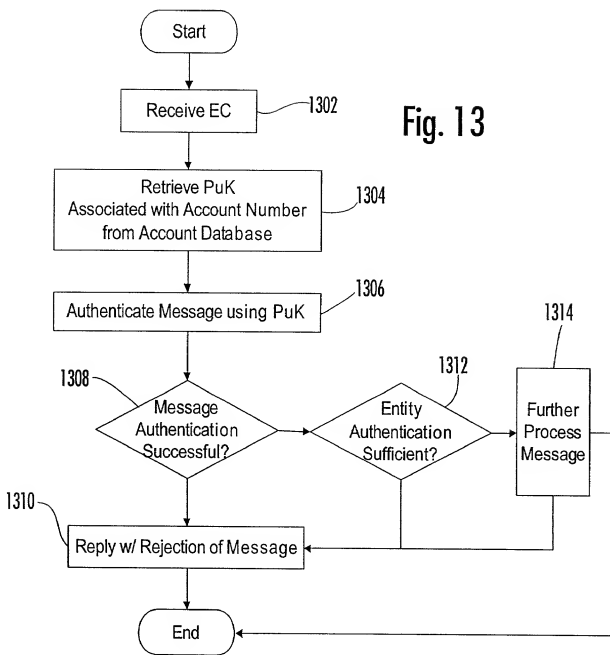 Start
Receive EC
1302
Fig. 13
Retrieve PuK
Associated with Account Number
from Account Database
1304
Authenticate Message using PuK
1306
1308
Message
Authentication
Successful?
1312
Entity
Authentication
Sufficient?
1314
Further
Process
Message
1310
Reply w/ Rejection of Message
End